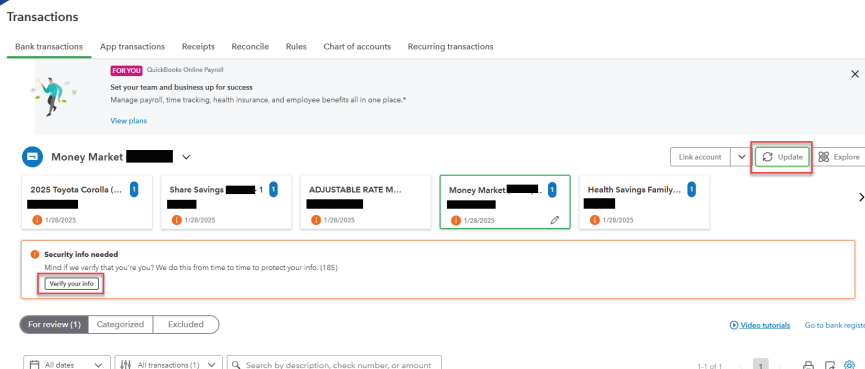 Transactions
Bank transactions App transactions Receipts Reconcile Rules Chart of accounts Recurring transactions
FOR YOU QuickBooks Online Payroll
Set your team and business up for success
Manage payroll, time tracking, health insurance, and employee benefits all in one place.*
View plans
Money Market
Link account Update Explore
2025 Toyota Corolla (... 1
1/28/2025
Share Savings - 1 1
1/28/2025
ADJUSTABLE RATE M...
1/28/2025
Money Market . 1
1/28/2025
Health Savings Family... 1
1/28/2025
Security info needed
Mind if we verify that you're you? We do this from time to time to protect your info. (185)
Verify your info
For review (1) Categorized Excluded
Video tutorials Go to bank registe
All dates All transactions (1) Search by description, check number, or amount
1-1 of 1 1